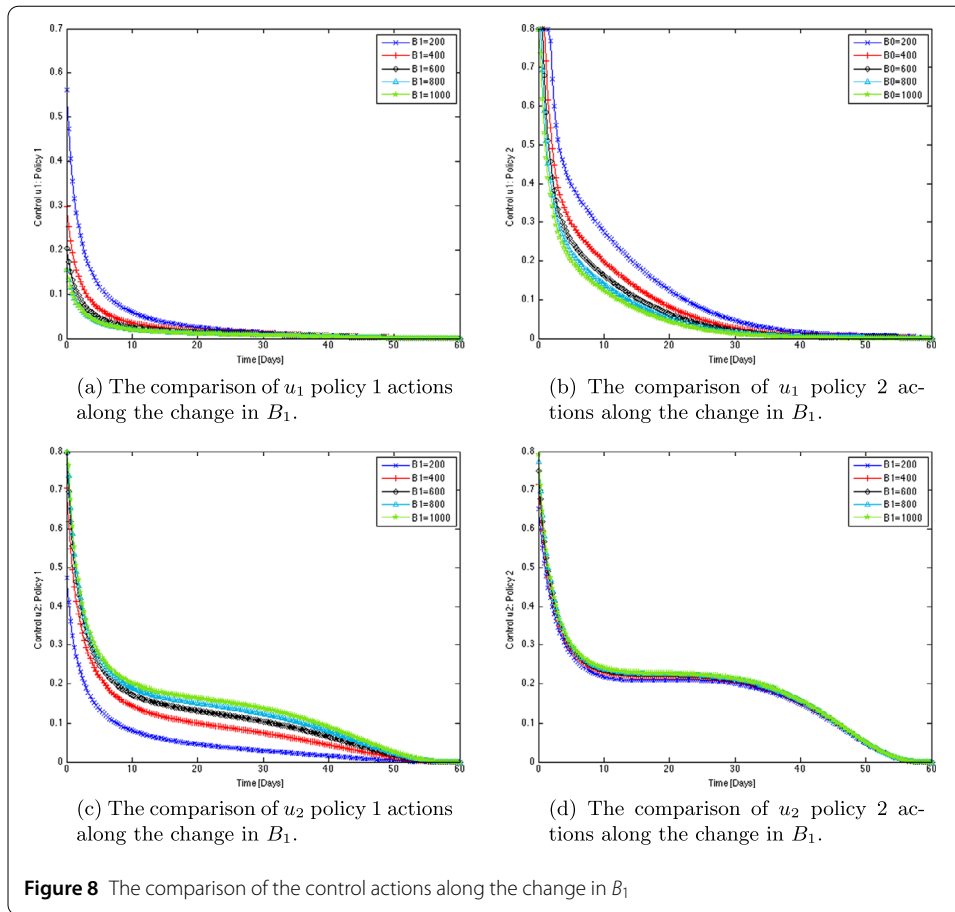 0.7
0.6
0.5
0.4
0.3
0.2
0.1
0
Control u1: Policy 1
0 10 20 30 40 50 60
Time [Days]
B1=200
B1=400
B1=600
B1=800
B1=1000
(a) The comparison of u₁ policy 1 actions
along the change in B₁.
0.8
0.7
0.6
0.5
0.4
0.3
0.2
0.1
0
Control u1: Policy 2
0 10 20 30 40 50 60
Time [Days]
B0=200
B0=400
B0=600
B0=800
B0=1000
(b) The comparison of u₁ policy 2 ac-
tions along the change in B₁.
0.8
0.7
0.6
0.5
0.4
0.3
0.2
0.1
0
Control u2: Policy 1
0 10 20 30 40 50 60
Time [Days]
B1=200
B1=400
B1=600
B1=800
B1=1000
(c) The comparison of u₂ policy 1 actions
along the change in B₁.
0.8
0.7
0.6
0.5
0.4
0.3
0.2
0.1
0
Control u2: Policy 2
0 10 20 30 40 50 60
Time [Days]
B1=200
B1=400
B1=600
B1=800
B1=1000
(d) The comparison of u₂ policy 2 ac-
tions along the change in B₁.
Figure 8 The comparison of the control actions along the change in B₁